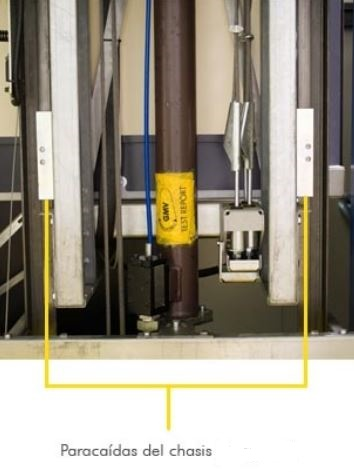 GMV
TEST REPORT
Paracaídas del chasis